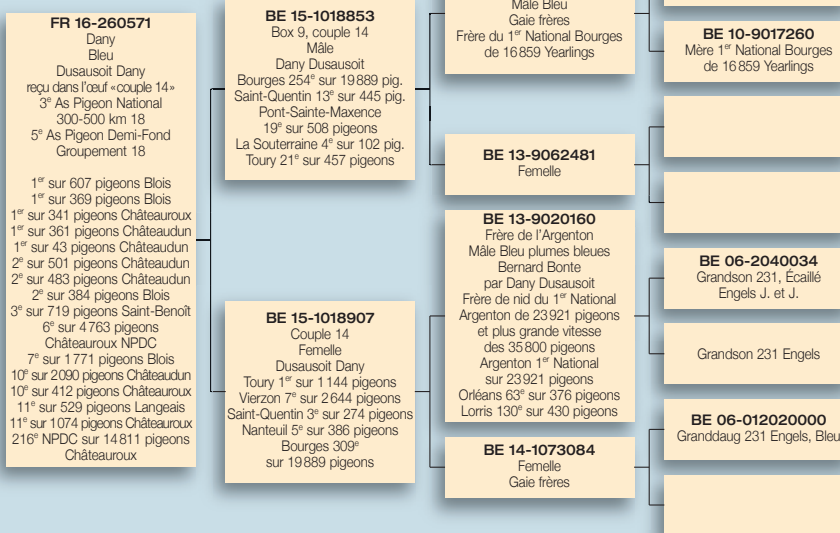 FR 16-260571
Dany
Bleu
Dusausoit Dany
reçu dans l'œuf «couple 14»
3e As Pigeon National
300-500 km 18
5e As Pigeon Demi-Fond
Groupement 18
1er sur 607 pigeons Blois
1er sur 369 pigeons Blois
1er sur 341 pigeons Châteauroux
1er sur 361 pigeons Châteaudun
1er sur 43 pigeons Châteaudun
2e sur 501 pigeons Châteaudun
2e sur 483 pigeons Châteaudun
2e sur 384 pigeons Blois
3e sur 719 pigeons Saint-Benoît
6e sur 4763 pigeons
Châteauroux NPDC
7e sur 1771 pigeons Blois
10e sur 2090 pigeons Châteaudun
10e sur 412 pigeons Châteauroux
11e sur 529 pigeons Langeais
11e sur 1074 pigeons Châteauroux
216e NPDC sur 14811 pigeons
Châteauroux
BE 15-1018853
Box 9, couple 14
Mâle
Dany Dusausoit
Bourges 254e sur 19889 pig.
Saint-Quentin 13e sur 445 pig.
Pont-Sainte-Maxence
19e sur 508 pigeons
La Souterraine 4e sur 102 pig.
Toury 21e sur 457 pigeons
BE 15-1018907
Couple 14
Femelle
Dusausoit Dany
Toury 1er sur 1144 pigeons
Vierzon 7e sur 2644 pigeons
Saint-Quentin 3e sur 274 pigeons
Nanteuil 5e sur 386 pigeons
Bourges 309e
sur 19889 pigeons
Mâle Bleu
Gaie frères
Frère du 1er National Bourges
de 16859 Yearlings
BE 13-9062481
Femelle
BE 13-9020160
Frère de l'Argenton
Mâle Bleu plumes bleues
Bernard Bonte
par Dany Dusausoit
Frère de nid du 1er National
Argenton de 23921 pigeons
et plus grande vitesse
des 35800 pigeons
Argenton 1er National
sur 23921 pigeons
Orléans 63e sur 376 pigeons
Lorris 130e sur 430 pigeons
BE 14-1073084
Femelle
Gaie frères
BE 10-9017260
Mère 1er National Bourges
de 16859 Yearlings
BE 06-2040034
Grandson 231, Écaillé
Engels J. et J.
Grandson 231 Engels
BE 06-012020000
Granddaug 231 Engels, Bleu